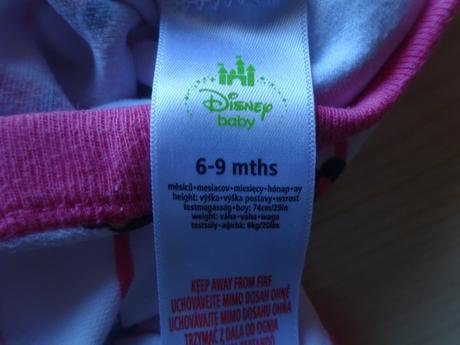 Disney
baby
6-9 mths
měsíců•mesiacov•miesięcy•hónap•ay
height: výška•výška postavy•wzrost
testmagasság•boy: 74cm/29in
weight: váha•váha•waga
testsúly•ağırlık: 9kg/20lbs
KEEP AWAY FROM FIRE
UCHOVÁVEJTE MIMO DOSAH OHNĚ
UCHOVÁVAJTE MIMO DOSAHU OHŇA
TRZYMAĆ Z DALA OD OGNIA